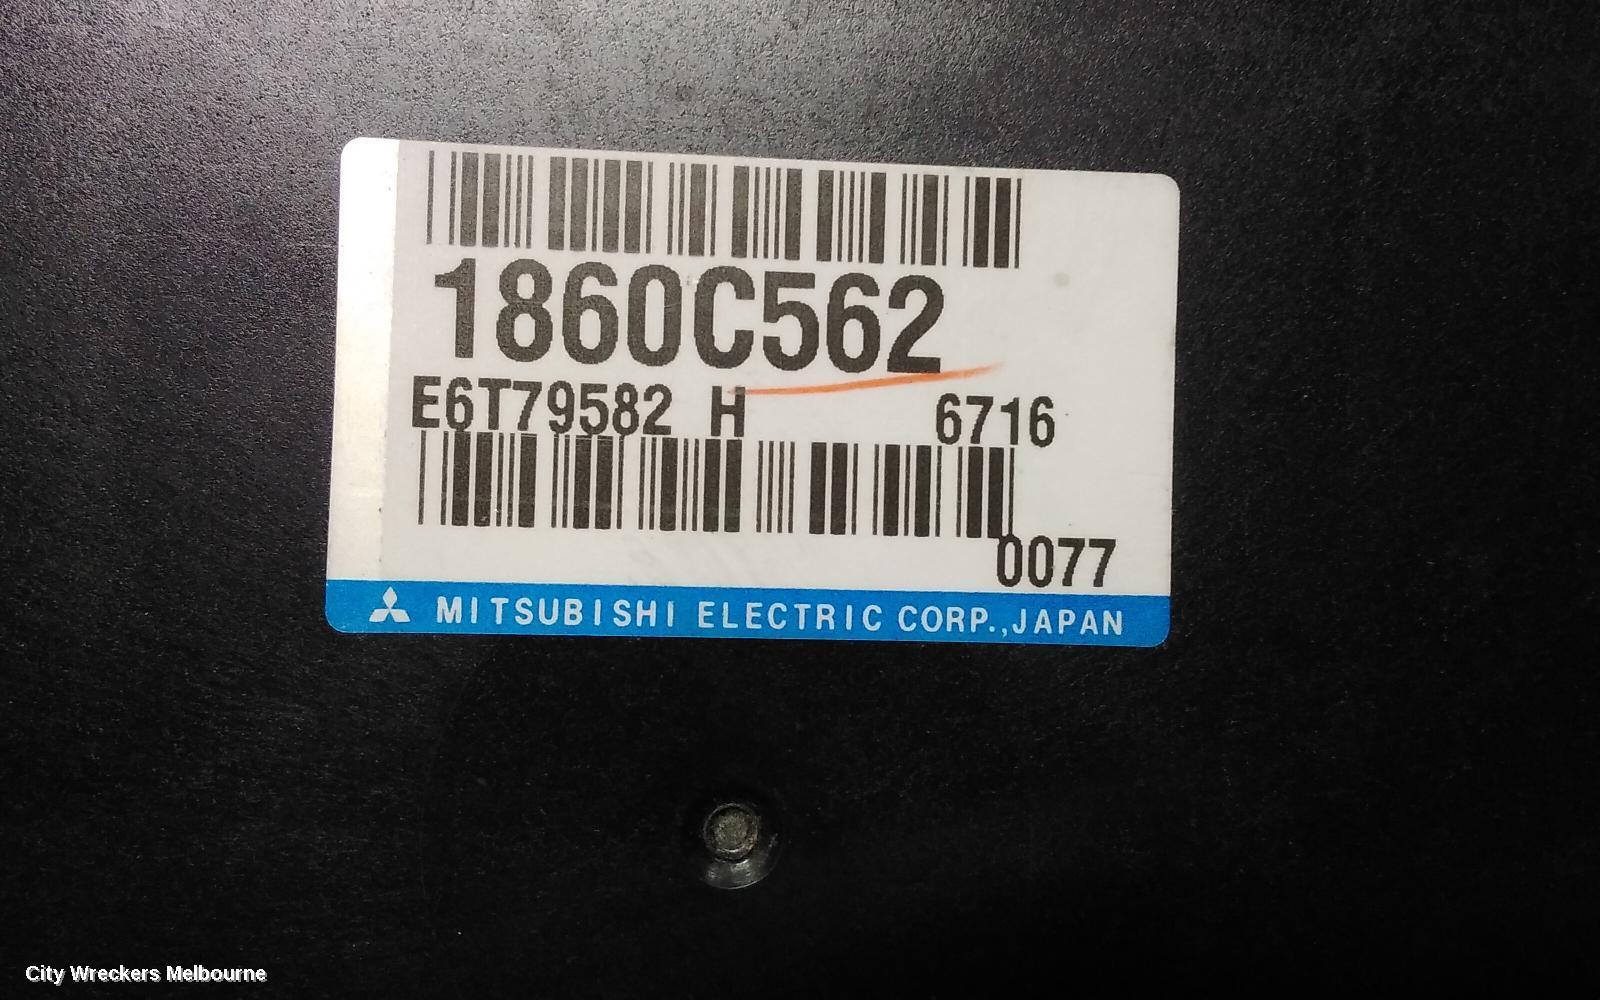 1860C562
E6T79582 H 6716
0077
MITSUBISHI ELECTRIC CORP.,JAPAN
City Wreckers Melbourne